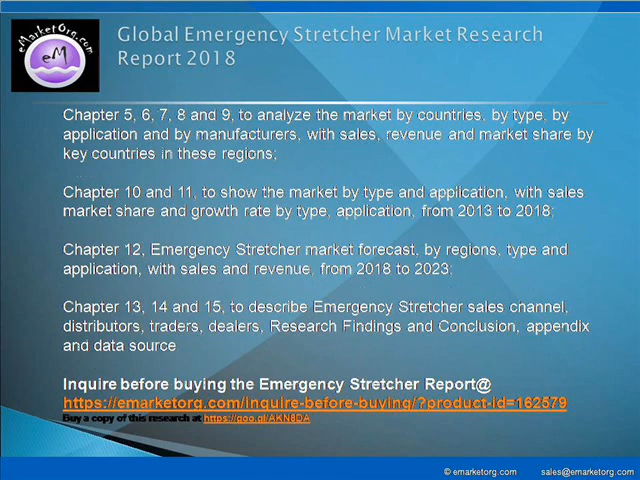 eMarketOrg.com
eM
Global Emergency Stretcher Market Research
Report 2018
Chapter 5, 6, 7, 8 and 9, to analyze the market by countries, by type, by
application and by manufacturers, with sales, revenue and market share by
key countries in these regions;
Chapter 10 and 11, to show the market by type and application, with sales
market share and growth rate by type, application, from 2013 to 2018;
Chapter 12, Emergency Stretcher market forecast, by regions, type and
application, with sales and revenue, from 2018 to 2023;
Chapter 13, 14 and 15, to describe Emergency Stretcher sales channel,
distributors, traders, dealers, Research Findings and Conclusion, appendix
and data source
Inquire before buying the Emergency Stretcher Report@
https://emarketorg.com/inquire-before-buying/?product-id=162579
Buy a copy of this research at https://goo.gl/AKN8DA
© emarketorg.com sales@emarketorg.com